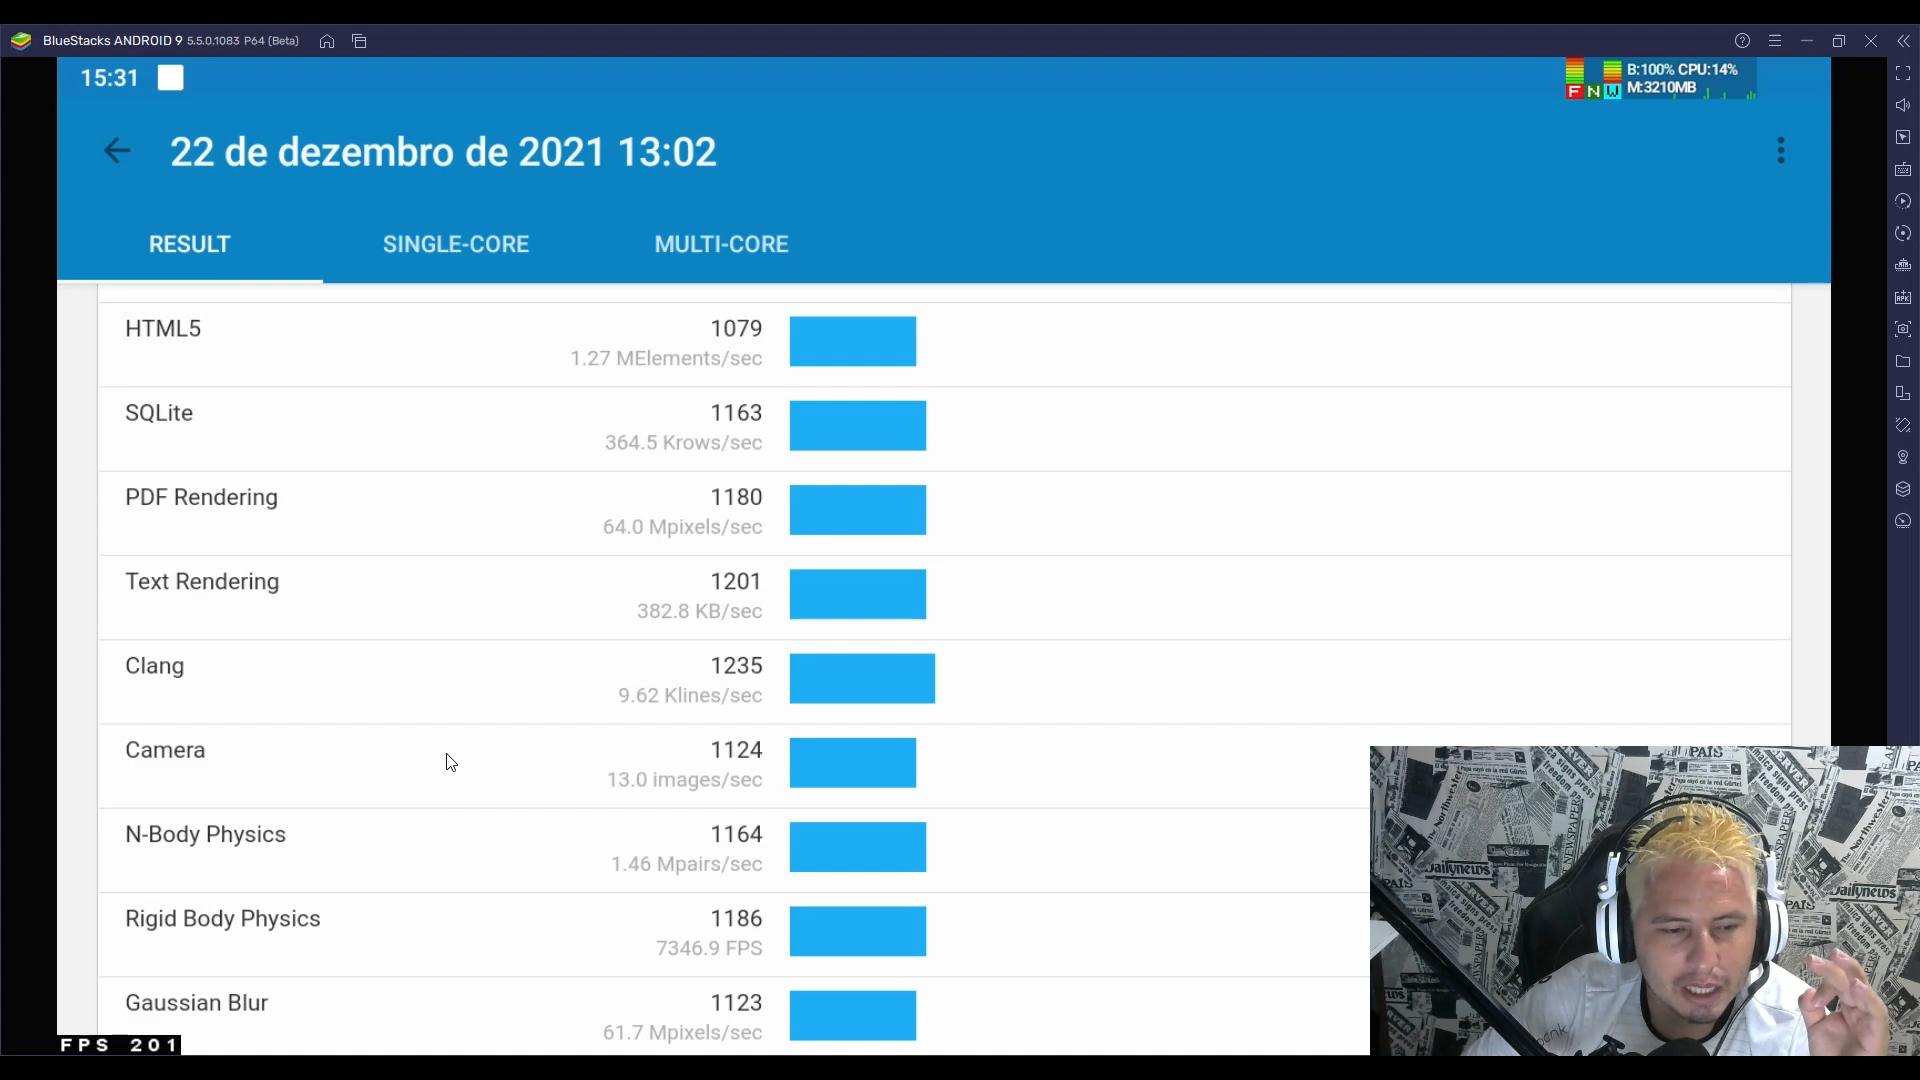 BlueStacks ANDROID 9 5.5.0.1083 P64 (Beta)
15:31
B:100% CPU:14%
F N W M:3210MB
22 de dezembro de 2021 13:02
RESULT SINGLE-CORE MULTI-CORE
HTML5 1079
1.27 MElements/sec
SQLite 1163
364.5 Krows/sec
PDF Rendering 1180
64.0 Mpixels/sec
Text Rendering 1201
382.8 KB/sec
Clang 1235
9.62 Klines/sec
Camera 1124
13.0 images/sec
N-Body Physics 1164
1.46 Mpairs/sec
Rigid Body Physics 1186
7346.9 FPS
Gaussian Blur 1123
61.7 Mpixels/sec
FPS 201
PAIS
Dailynews
Dailynews
PAIS